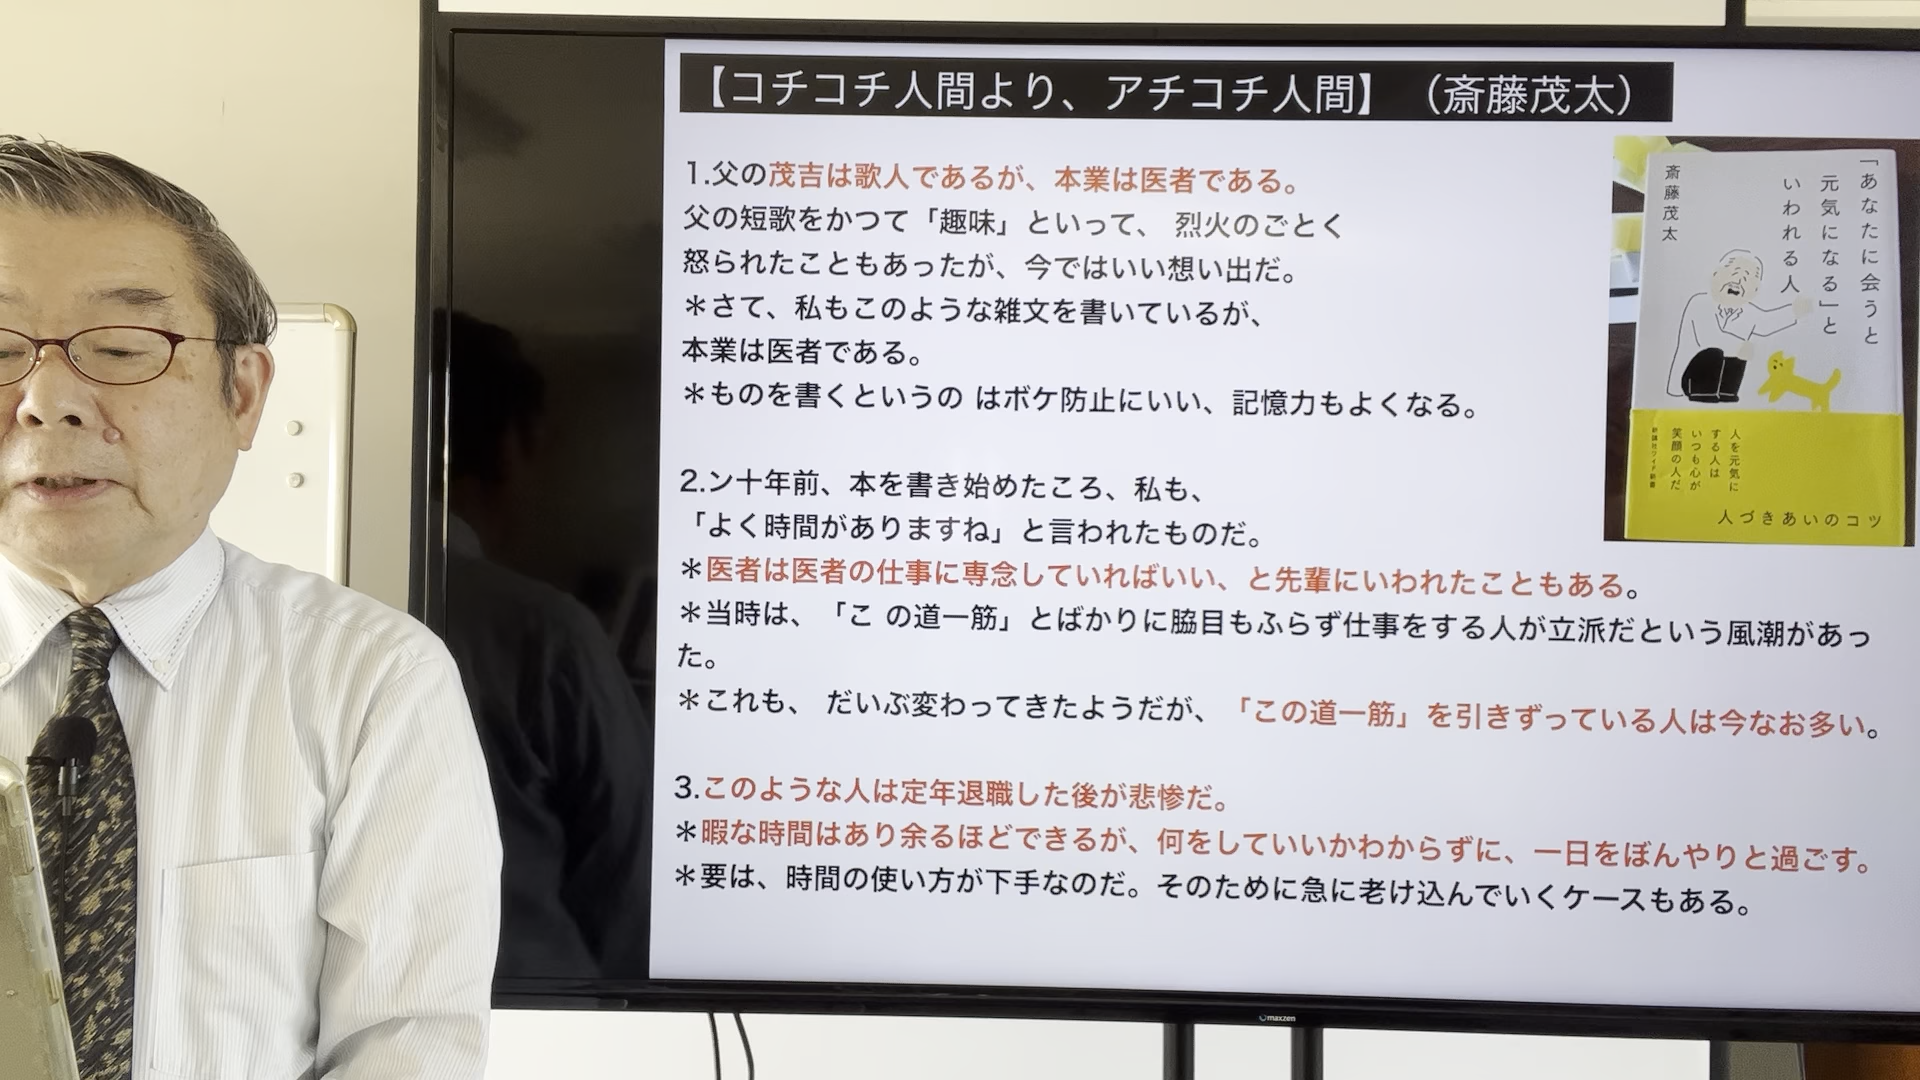 【コチコチ人間より、アチコチ人間】（斎藤茂太）
1.父の茂吉は歌人であるが、本業は医者である。
父の短歌をかつて「趣味」といって、 烈火のごとく
怒られたこともあったが、今ではいい想い出だ。
＊さて、私もこのような雑文を書いているが、
本業は医者である。
＊ものを書くというの はボケ防止にいい、記憶力もよくなる。
2.ン十年前、本を書き始めたころ、私も、
「よく時間がありますね」と言われたものだ。
＊医者は医者の仕事に専念していればいい、と先輩にいわれたこともある。
＊当時は、「こ の道一筋」とばかりに脇目もふらず仕事をする人が立派だという風潮があっ
た。
＊これも、 だいぶ変わってきたようだが、「この道一筋」を引きずっている人は今なお多い。
3.このような人は定年退職した後が悲惨だ。
＊暇な時間はあり余るほどできるが、何をしていいかわからずに、一日をぼんやりと過ごす。
＊要は、時間の使い方が下手なのだ。そのために急に老け込んでいくケースもある。
「あなたに会うと
元気になる」と
いわれる人
斎藤茂太
人を元気に
する人は
いつも心が
笑顔の人だ
新講社ワイド新書
人づきあいのコツ
maxzen